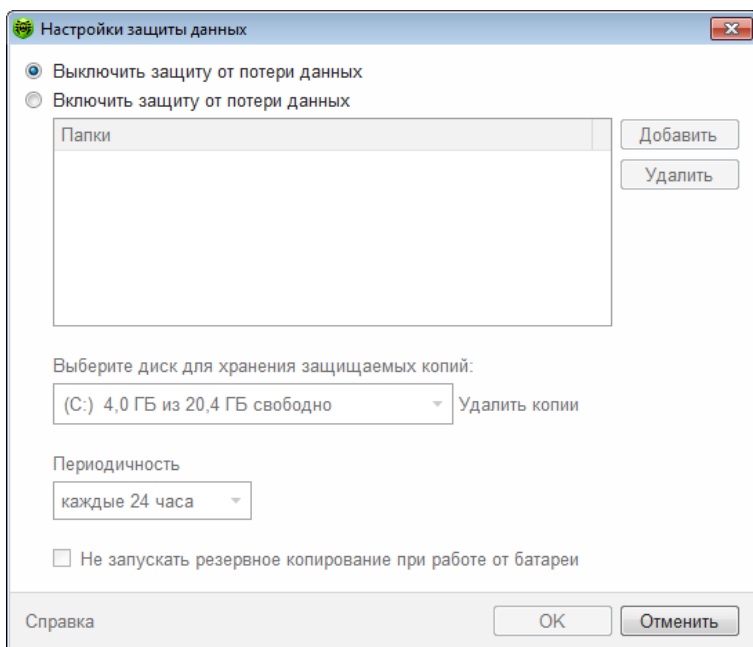 Настройки защиты данных
Выключить защиту от потери данных
Включить защиту от потери данных
Папки
Добавить
Удалить
Выберите диск для хранения защищаемых копий:
(C:) 4,0 ГБ из 20,4 ГБ свободно
Удалить копии
Периодичность
каждые 24 часа
Не запускать резервное копирование при работе от батареи
Справка
OK
Отменить